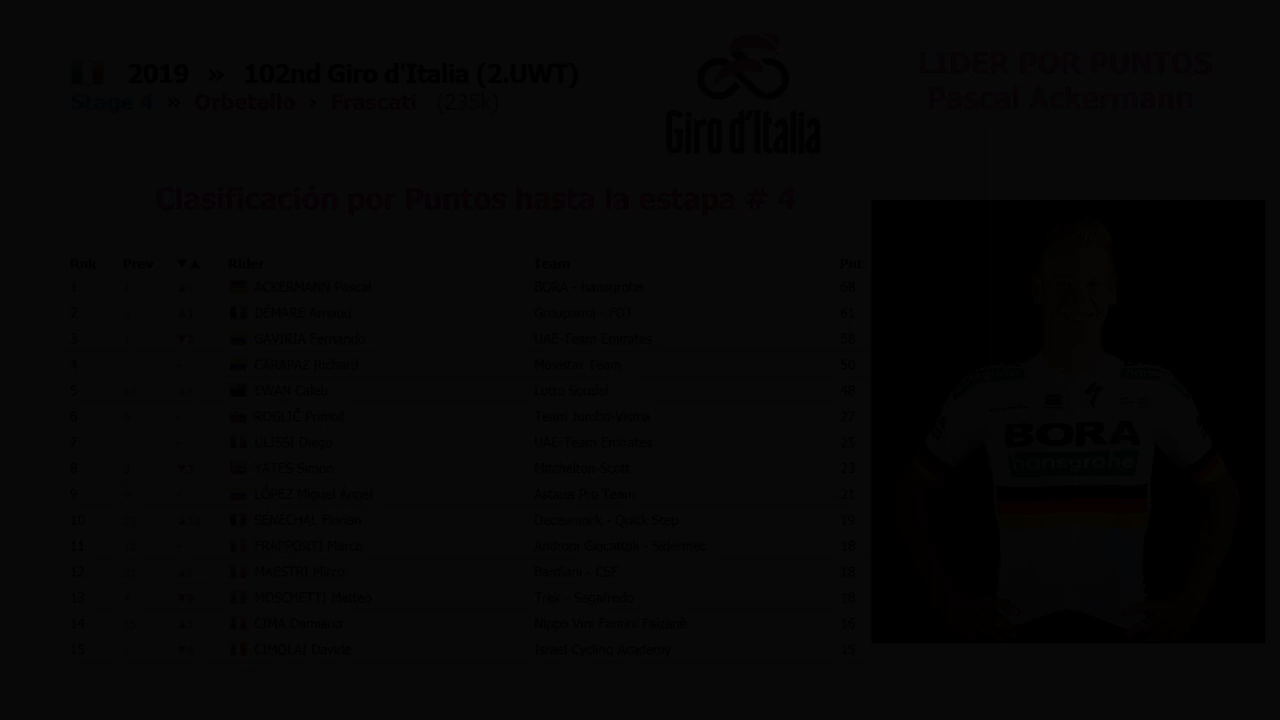 2019 » 102nd Giro d'Italia (2.UWT)
Stage 4 » Orbetello › Frascati (235k)
Giro d'Italia
LIDER POR PUNTOS
Pascal Ackermann
Clasificación por Puntos hasta la estapa # 4
Rnk Prev ▼▲ Rider Team Pnt
1 ACKERMANN Pascal BORA - hansgrohe 68
2 DÉMARE Arnaud Groupama - FDJ 61
3 GAVIRIA Fernando UAE-Team Emirates 58
4 CARAPAZ Richard Movistar Team 50
5 EWAN Caleb Lotto Soudal 48
6 ROGLIČ Primož Team Jumbo-Visma 27
7 ULISSI Diego UAE-Team Emirates 25
8 YATES Simon Mitchelton-Scott 23
9 LÓPEZ Miguel Ángel Astana Pro Team 21
10 SÉNÉCHAL Florian Deceuninck - Quick Step 19
11 FRAPPORTI Marco Androni Giocattoli - Sidermec 18
12 MAESTRI Mirco Bardiani - CSF 18
13 MOSCHETTI Matteo Trek - Segafredo 18
14 CIMA Damiano Nippo Vini Fantini Faizanè 16
15 CIMOLAI Davide Israel Cycling Academy 15
BORA
hansgrohe